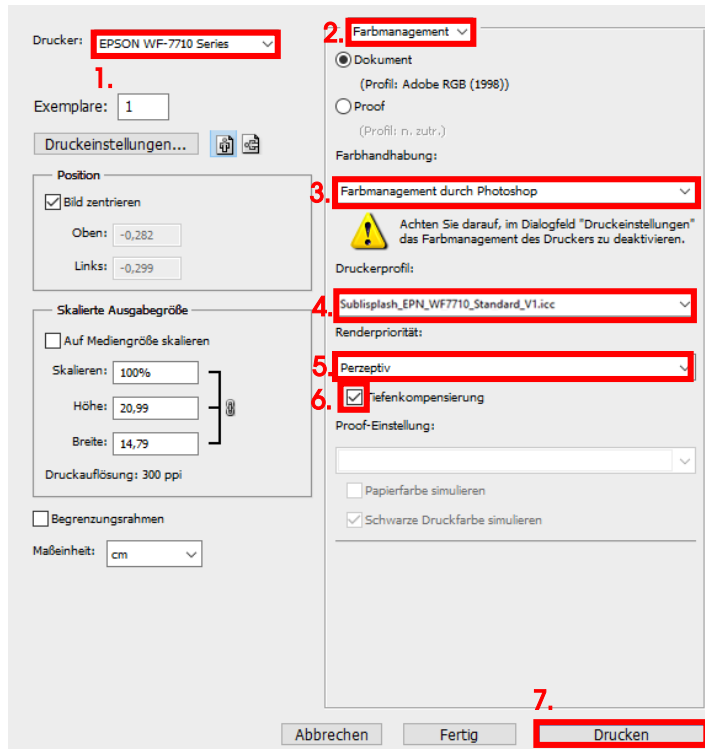 Drucker:
EPSON WF-7710 Series
1.
Exemplare:
1
Druckeinstellungen...
Position
Bild zentrieren
Oben:
-0,282
Links:
-0,299
Skalierte Ausgabegröße
Auf Mediengröße skalieren
Skalieren:
100%
Höhe:
20,99
Breite:
14,79
Druckauflösung: 300 ppi
Begrenzungsrahmen
Maßeinheit:
cm
2.
Farbmanagement
Dokument
(Profil: Adobe RGB (1998))
Proof
(Profil: n. zutr.)
Farbhandhabung:
3.
Farbmanagement durch Photoshop
Achten Sie darauf, im Dialogfeld "Druckeinstellungen"
das Farbmanagement des Druckers zu deaktivieren.
Druckerprofil:
4.
Sublisplash_EPN_WF7710_Standard_V1.icc
Renderpriorität:
5.
Perzeptiv
6.
Tiefenkompensierung
Proof-Einstellung:
Papierfarbe simulieren
Schwarze Druckfarbe simulieren
7.
Abbrechen
Fertig
Drucken